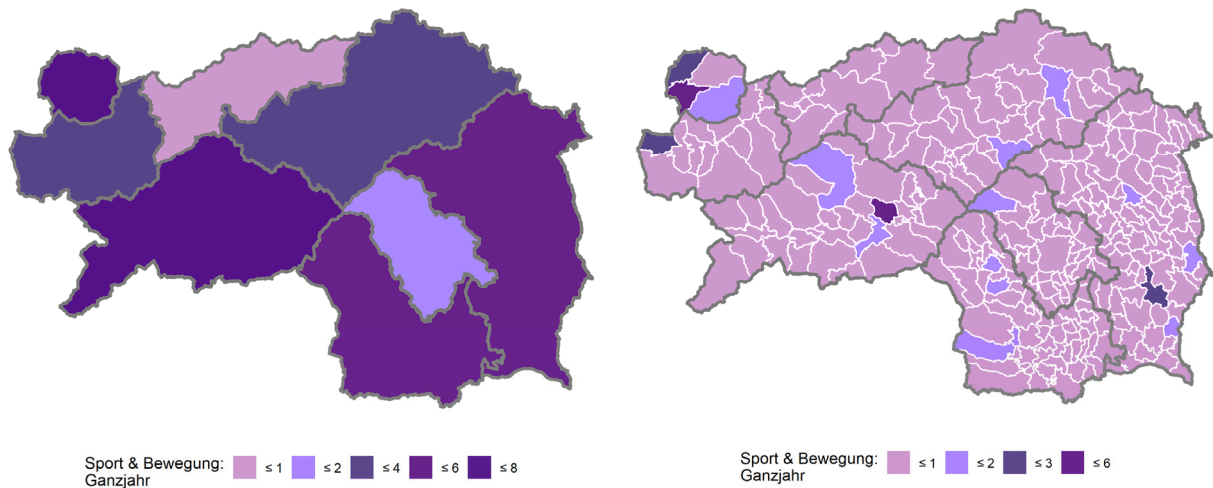 Sport & Bewegung:
Ganzjahr
≤ 1 ≤ 2 ≤ 4 ≤ 6 ≤ 8
Sport & Bewegung:
Ganzjahr
≤ 1 ≤ 2 ≤ 3 ≤ 6